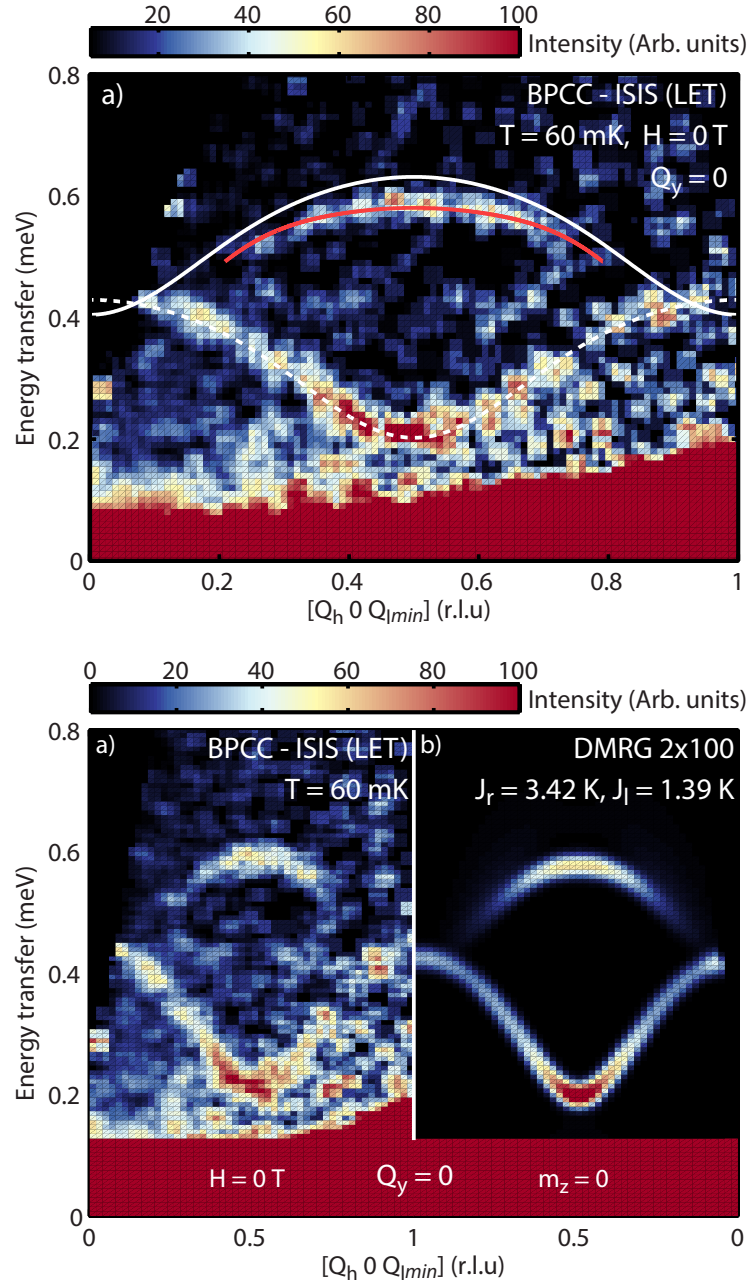 20 40 60 80 100
Intensity (Arb. units)
0.8
0.6
0.4
0.2
0
Energy transfer (meV)
a)
BPCC - ISIS (LET)
T = 60 mK, H = 0 T
Q_y = 0
0 0.2 0.4 0.6 0.8 1
[Q_h 0 Q_lmin] (r.l.u)
0 20 40 60 80 100
Intensity (Arb. units)
0.8
0.6
0.4
0.2
0
Energy transfer (meV)
a)
BPCC - ISIS (LET)
T = 60 mK
b)
DMRG 2x100
J_r = 3.42 K, J_l = 1.39 K
H = 0 T Q_y = 0 m_z = 0
0 0.5 1 0.5 0
[Q_h 0 Q_lmin] (r.l.u)